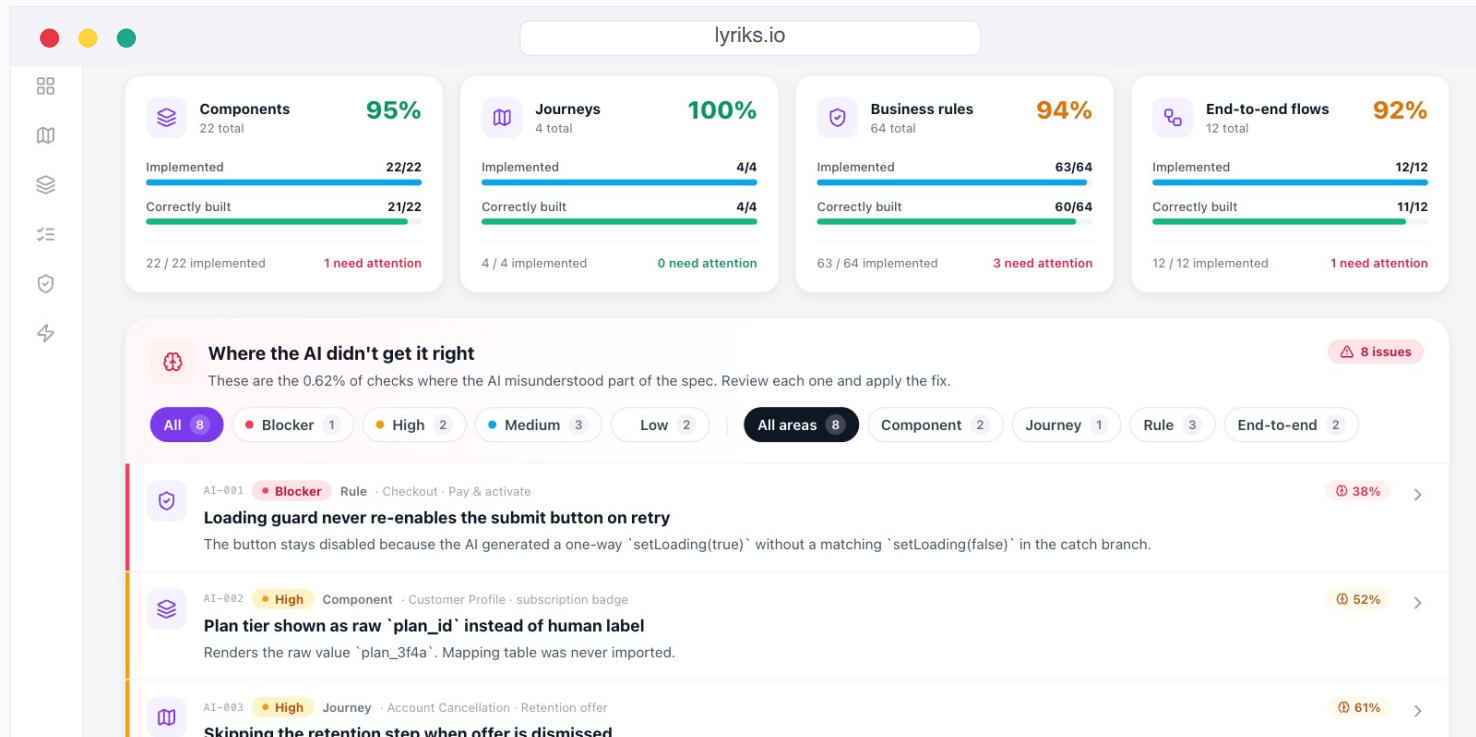 lyriks.io
Components 95%
22 total
Implemented 22/22
Correctly built 21/22
22 / 22 implemented 1 need attention
Journeys 100%
4 total
Implemented 4/4
Correctly built 4/4
4 / 4 implemented 0 need attention
Business rules 94%
64 total
Implemented 63/64
Correctly built 60/64
63 / 64 implemented 3 need attention
End-to-end flows 92%
12 total
Implemented 12/12
Correctly built 11/12
12 / 12 implemented 1 need attention
Where the AI didn't get it right 8 issues
These are the 0.62% of checks where the AI misunderstood part of the spec. Review each one and apply the fix.
All 8 Blocker 1 High 2 Medium 3 Low 2 All areas 8 Component 2 Journey 1 Rule 3 End-to-end 2
AI-001 Blocker Rule · Checkout · Pay & activate 38%
Loading guard never re-enables the submit button on retry
The button stays disabled because the AI generated a one-way `setLoading(true)` without a matching `setLoading(false)` in the catch branch.
AI-002 High Component · Customer Profile · subscription badge 52%
Plan tier shown as raw `plan_id` instead of human label
Renders the raw value `plan_3f4a`. Mapping table was never imported.
AI-003 High Journey · Account Cancellation · Retention offer 61%
Skipping the retention step when offer is dismissed